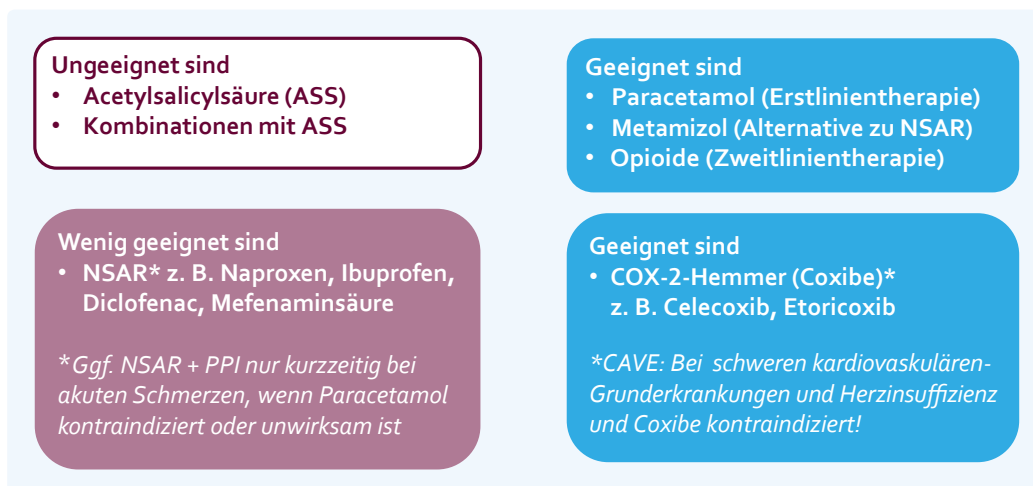 Ungeeignet sind
• Acetylsalicylsäure (ASS)
• Kombinationen mit ASS
Geeignet sind
• Paracetamol (Erstlinientherapie)
• Metamizol (Alternative zu NSAR)
• Opioide (Zweitlinientherapie)
Wenig geeignet sind
• NSAR* z. B. Naproxen, Ibuprofen,
Diclofenac, Mefenaminsäure
*Ggf. NSAR + PPI nur kurzzeitig bei
akuten Schmerzen, wenn Paracetamol
kontraindiziert oder unwirksam ist
Geeignet sind
• COX-2-Hemmer (Coxibe)*
z. B. Celecoxib, Etoricoxib
*CAVE: Bei schweren kardiovaskulären-
Grunderkrankungen und Herzinsuffizienz
und Coxibe kontraindiziert!